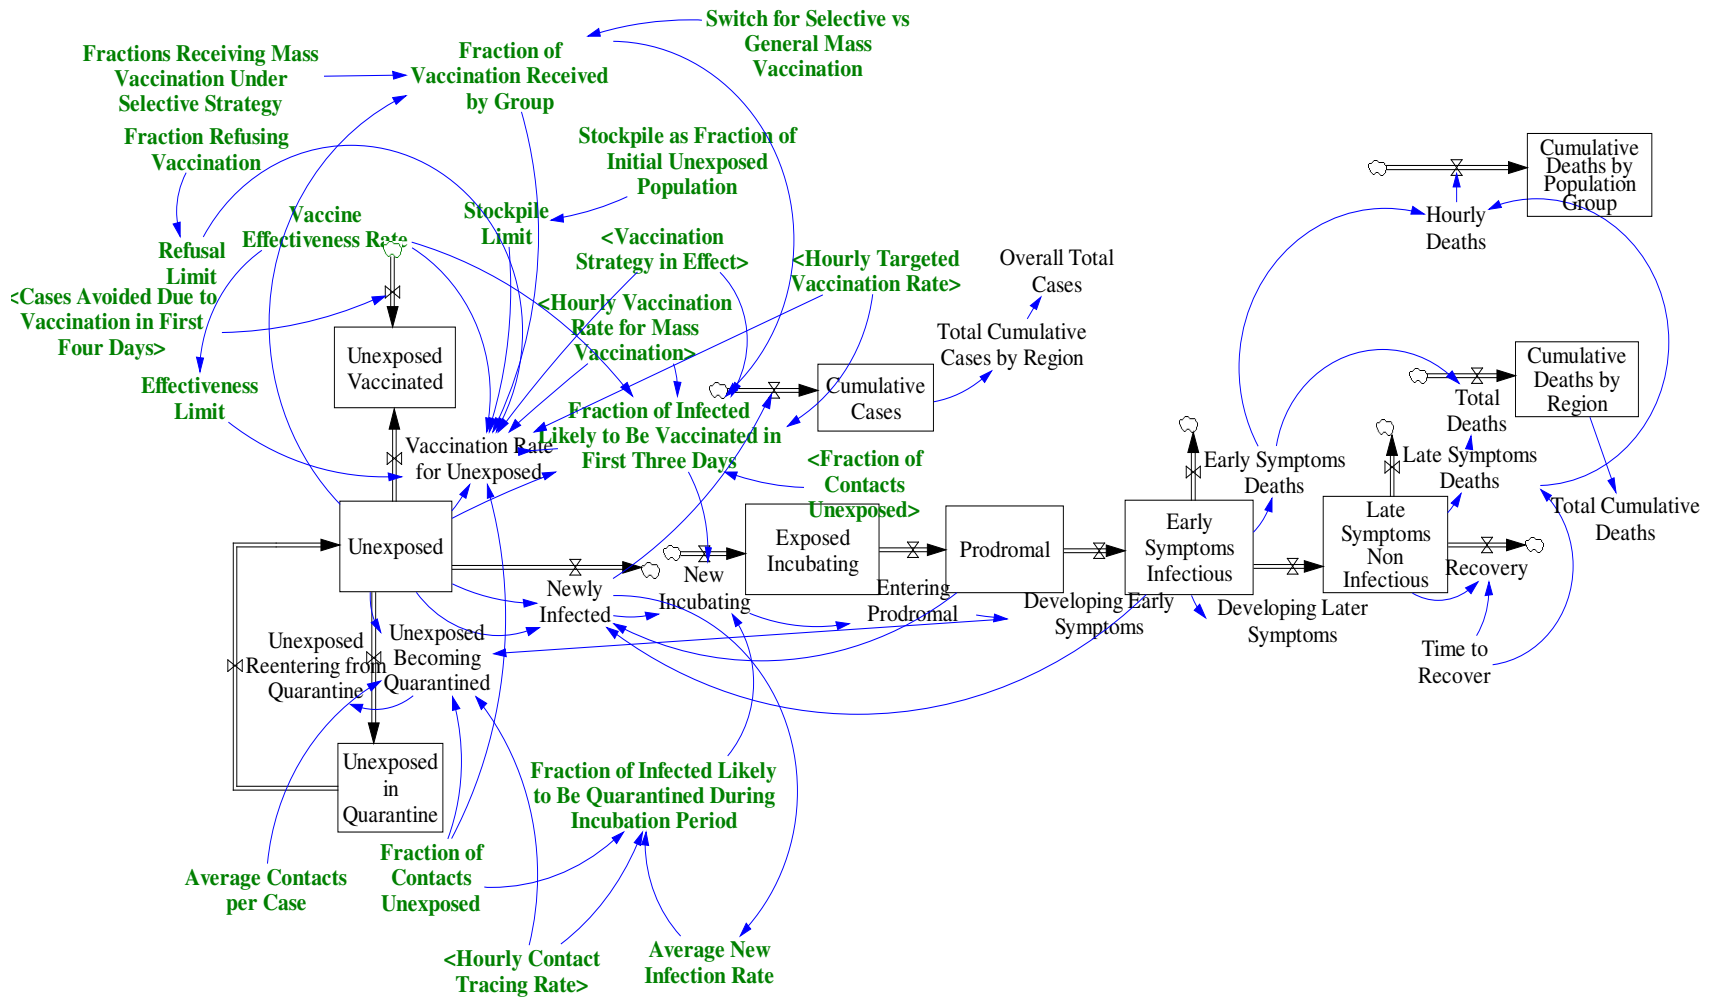 Switch for Selective vs
General Mass
Vaccination
Fractions Receiving Mass
Vaccination Under
Selective Strategy
Fraction of
Vaccination Received
by Group
Fraction Refusing
Vaccination
Stockpile as Fraction of
Initial Unexposed
Population
Cumulative
Deaths by
Population
Group
Vaccine
Effectiveness Rate
Stockpile
Limit
Hourly
Deaths
Refusal
Limit
<Vaccination
Strategy in Effect>
<Hourly Targeted
Vaccination Rate>
Overall Total
Cases
<Cases Avoided Due to
Vaccination in First
Four Days>
<Hourly Vaccination
Rate for Mass
Vaccination>
Total Cumulative
Cases by Region
Unexposed
Vaccinated
Cumulative
Cases
Cumulative
Deaths by
Region
Effectiveness
Limit
Fraction of Infected
Likely to Be Vaccinated in
First Three Days
Total
Deaths
Vaccination Rate
for Unexposed
<Fraction of
Contacts
Unexposed>
Early Symptoms
Deaths
Late Symptoms
Deaths
Total Cumulative
Deaths
Unexposed
Exposed
Incubating
Prodromal
Early
Symptoms
Infectious
Late
Symptoms
Non
Infectious
Recovery
Newly
Infected
New
Incubating
Entering
Prodromal
Developing Early
Symptoms
Developing Later
Symptoms
Unexposed
Reentering from
Quarantine
Unexposed
Becoming
Quarantined
Time to
Recover
Unexposed
in
Quarantine
Fraction of Infected Likely
to Be Quarantined During
Incubation Period
Average Contacts
per Case
Fraction of
Contacts
Unexposed
<Hourly Contact
Tracing Rate>
Average New
Infection Rate